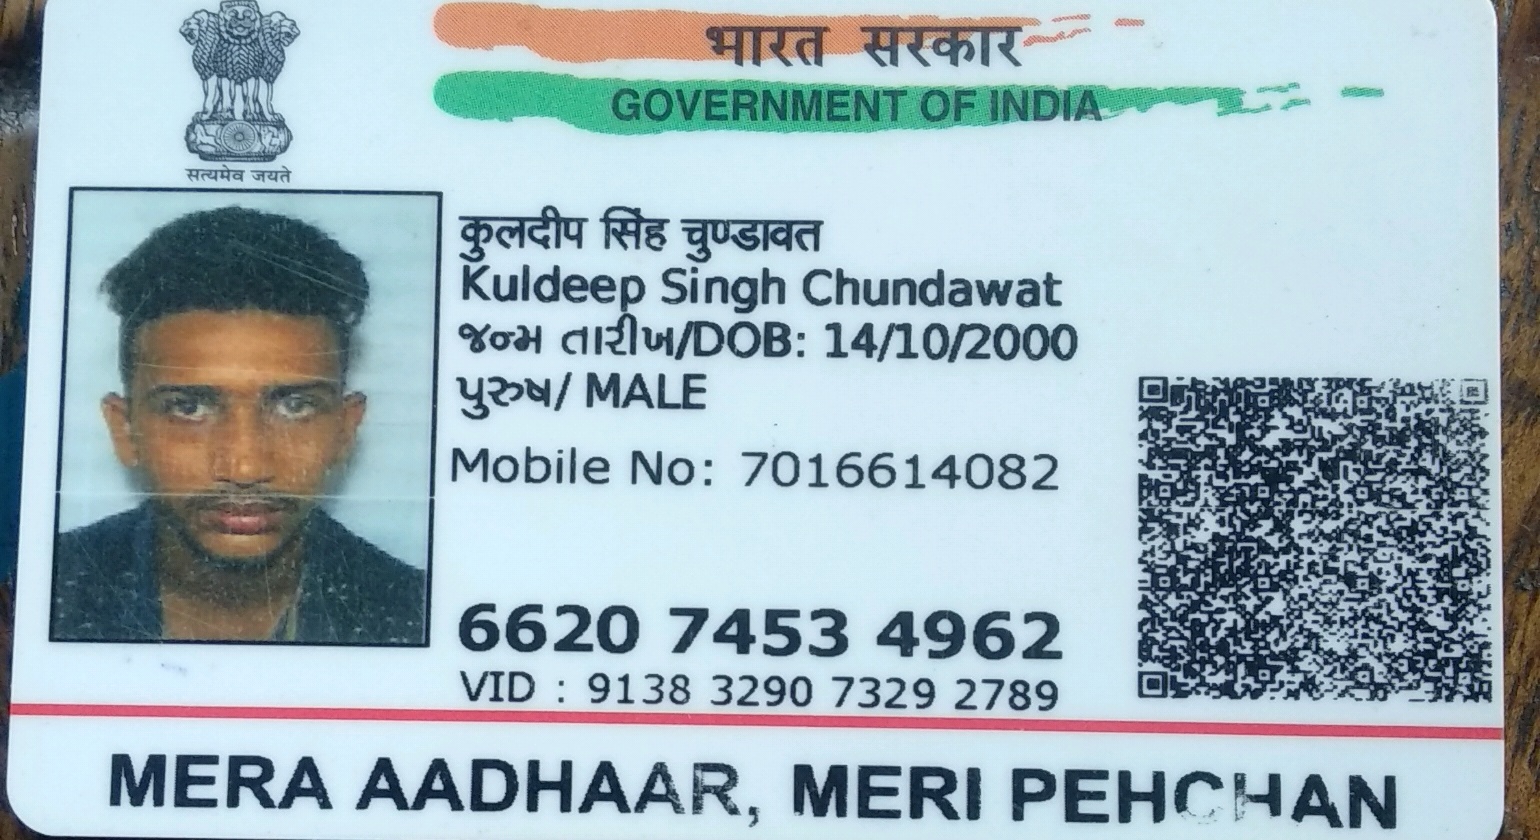 भारत सरकार
GOVERNMENT OF INDIA
सत्यमेव जयते
कुलदीप सिंह चुण्डावत
Kuldeep Singh Chundawat
જન્મ તારીખ/DOB: 14/10/2000
પુરુષ/ MALE
Mobile No: 7016614082
6620 7453 4962
VID : 9138 3290 7329 2789
MERA AADHAAR, MERI PEHCHAN